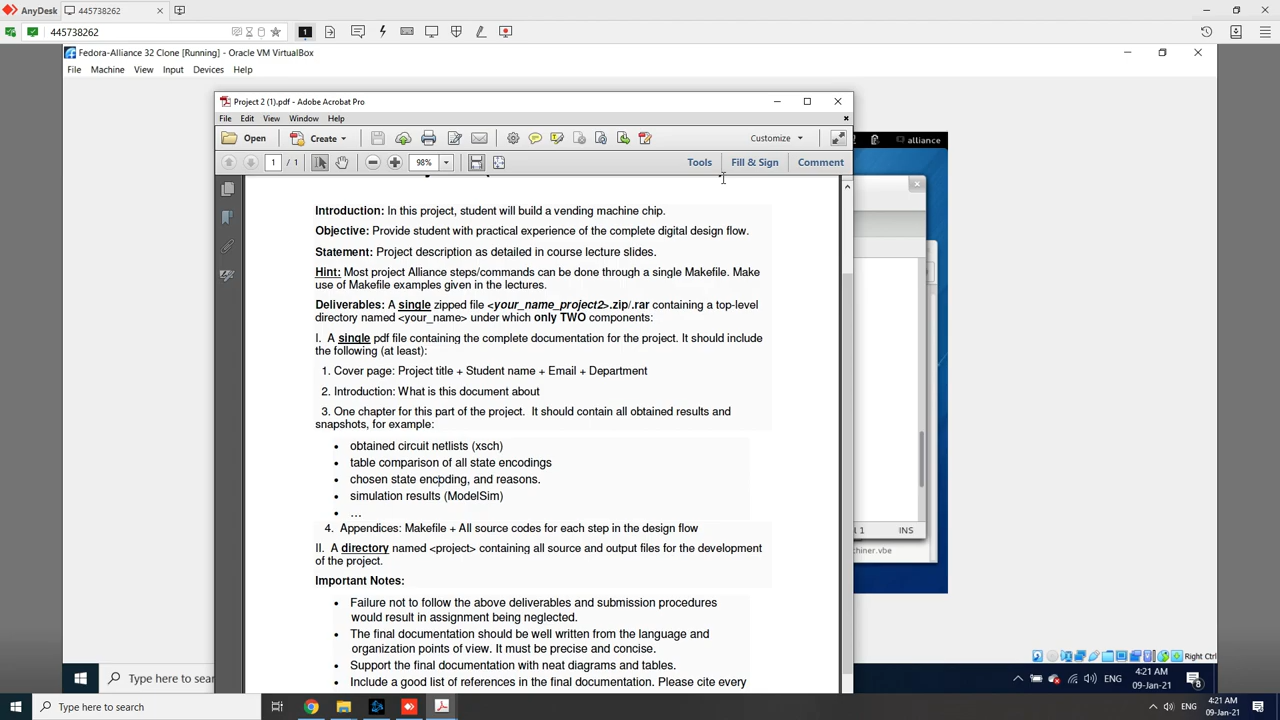 AnyDesk
445738262
445738262
1
Fedora-Alliance 32 Clone [Running] - Oracle VM VirtualBox
File Machine View Input Devices Help
Project 2 (1).pdf - Adobe Acrobat Pro
File Edit View Window Help
Open Create Customize
1 / 1 98% Tools Fill & Sign Comment
alliance
Introduction: In this project, student will build a vending machine chip.
Objective: Provide student with practical experience of the complete digital design flow.
Statement: Project description as detailed in course lecture slides.
Hint: Most project Alliance steps/commands can be done through a single Makefile. Make
use of Makefile examples given in the lectures.
Deliverables: A single zipped file <your_name_project2>.zip/.rar containing a top-level
directory named <your_name> under which only TWO components:
I. A single pdf file containing the complete documentation for the project. It should include
the following (at least):
1. Cover page: Project title + Student name + Email + Department
2. Introduction: What is this document about
3. One chapter for this part of the project. It should contain all obtained results and
snapshots, for example:
• obtained circuit netlists (xsch)
• table comparison of all state encodings
• chosen state encoding, and reasons.
• simulation results (ModelSim)
• …
4. Appendices: Makefile + All source codes for each step in the design flow
II. A directory named <project> containing all source and output files for the development
of the project.
Important Notes:
• Failure not to follow the above deliverables and submission procedures
would result in assignment being neglected.
• The final documentation should be well written from the language and
organization points of view. It must be precise and concise.
• Support the final documentation with neat diagrams and tables.
• Include a good list of references in the final documentation. Please cite every
l 1 INS
hiner.vbe
Right Ctrl
Type here to sear
ENG 4:21 AM
09-Jan-21
8
Type here to search
ENG 4:21 AM
09-Jan-21